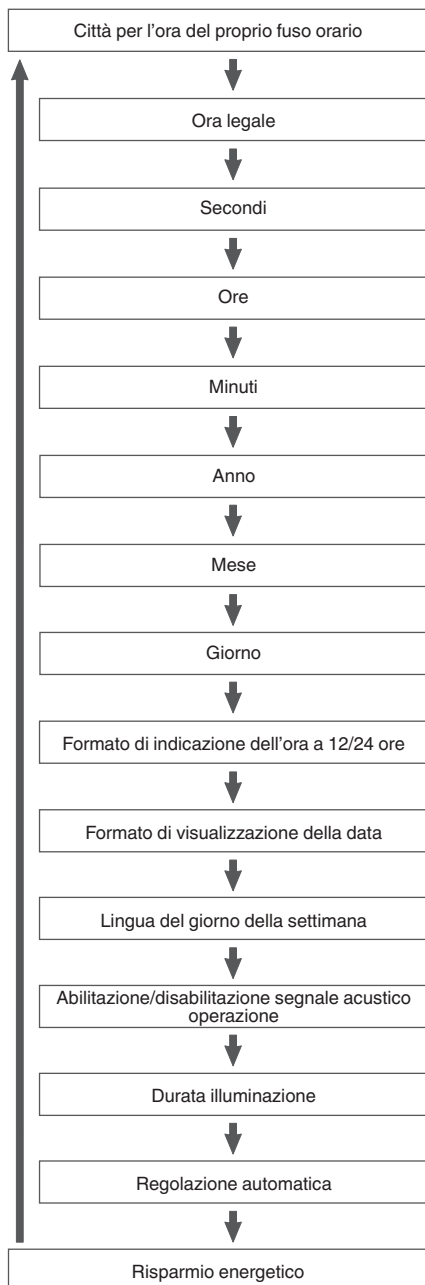 Città per l'ora del proprio fuso orario
Ora legale
Secondi
Ore
Minuti
Anno
Mese
Giorno
Formato di indicazione dell'ora a 12/24 ore
Formato di visualizzazione della data
Lingua del giorno della settimana
Abilitazione/disabilitazione segnale acustico
operazione
Durata illuminazione
Regolazione automatica
Risparmio energetico